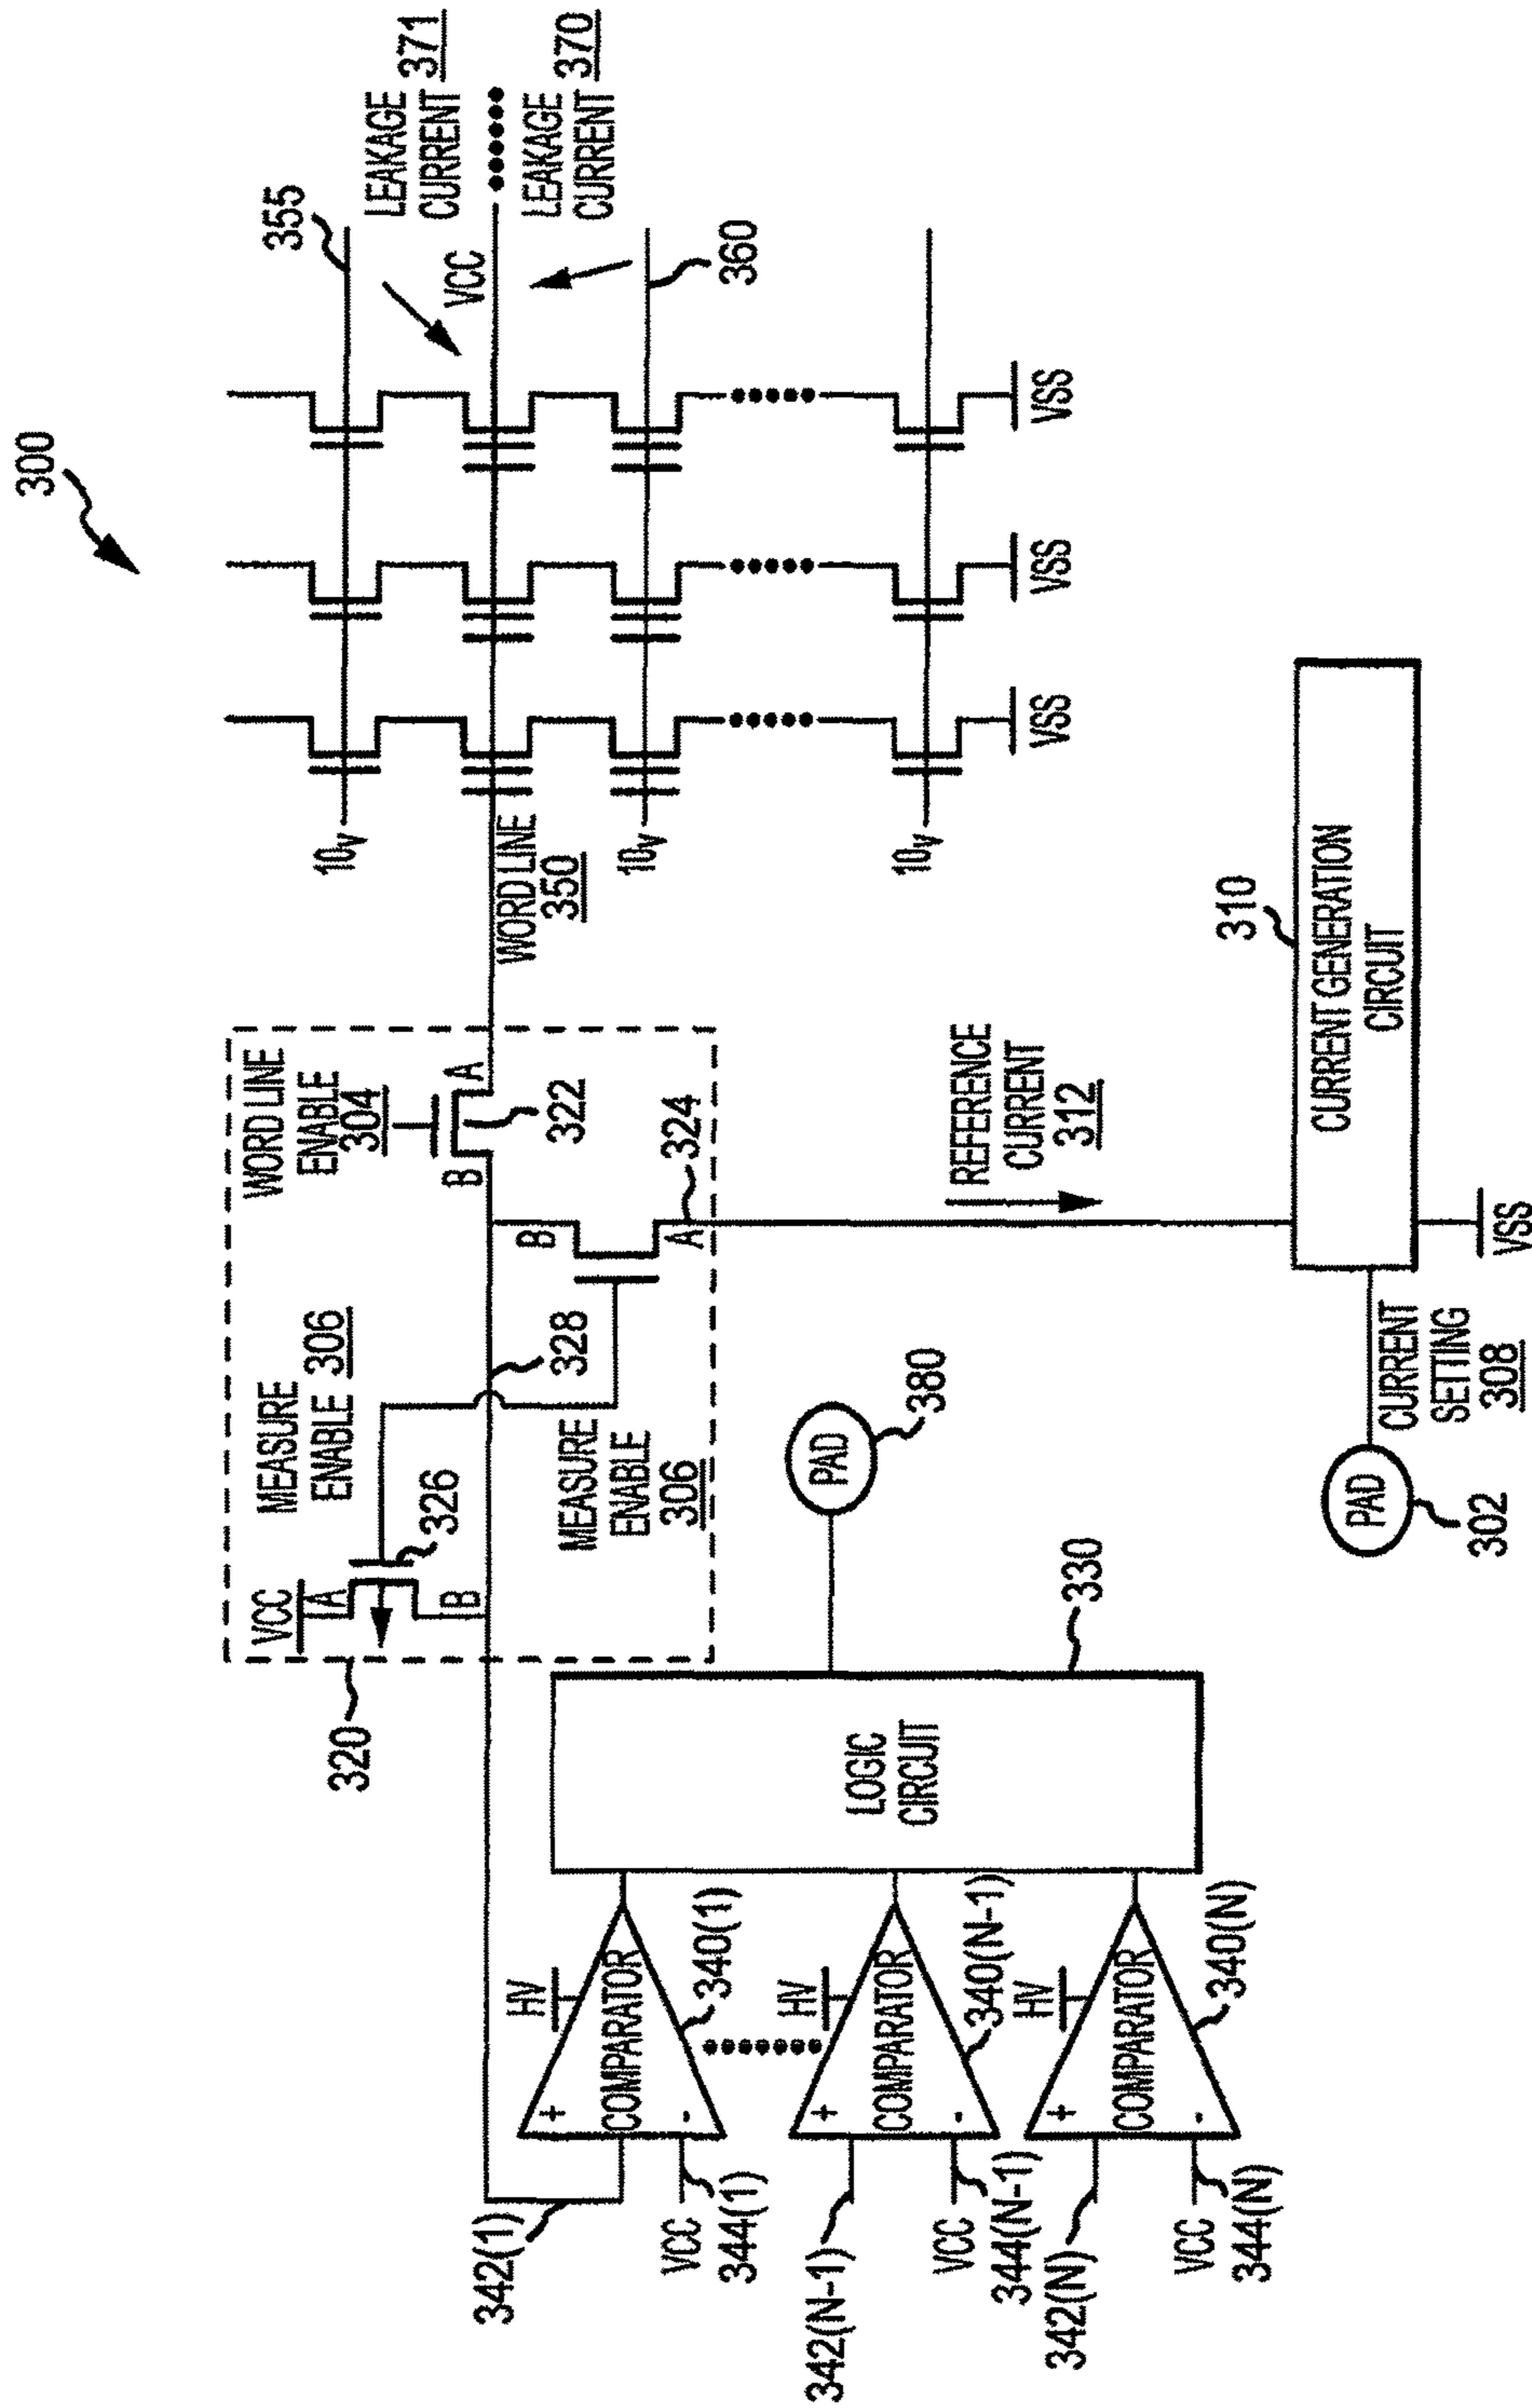 300
355
LEAKAGE
CURRENT 371
VCC
LEAKAGE
CURRENT 370
360
10V
10V
10V
WORD LINE
350
VSS
VSS
VSS
WORD LINE
ENABLE
304
A
B
322
B
A
324
MEASURE
ENABLE 306
328
MEASURE
ENABLE
306
326
VCC
A
B
320
REFERENCE
CURRENT
312
310
CURRENT GENERATION
CIRCUIT
VSS
CURRENT
SETTING
308
PAD
302
PAD
380
330
LOGIC
CIRCUIT
HV
+
COMPARATOR
-
340(1)
342(1)
VCC
344(1)
HV
+
COMPARATOR
-
340(N-1)
342(N-1)
VCC
344(N-1)
HV
+
COMPARATOR
-
340(N)
342(N)
VCC
344(N)